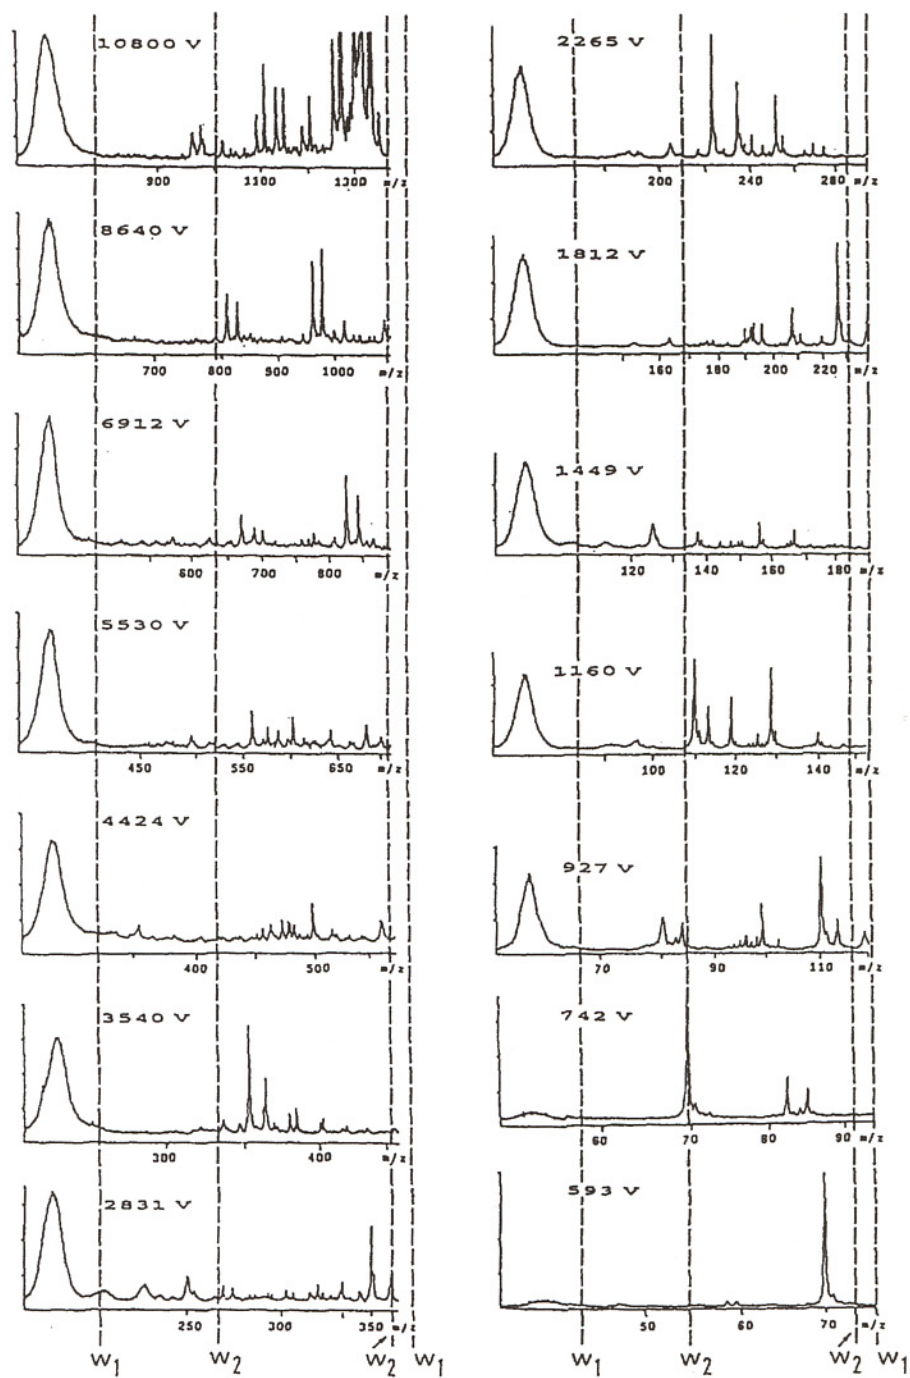 10800 V
900 1100 1300 m/z
8640 V
700 800 900 1000 m/z
6912 V
600 700 800 m/z
5530 V
450 550 650 m/z
4424 V
400 500 m/z
3540 V
300 400 m/z
2831 V
250 300 350 m/z
W1 W2 W2 W1
2265 V
200 240 280 m/z
1812 V
160 180 200 220 m/z
1449 V
120 140 160 180 m/z
1160 V
100 120 140 m/z
927 V
70 90 110 m/z
742 V
60 70 80 90 m/z
593 V
50 60 70 m/z
W1 W2 W2 W1